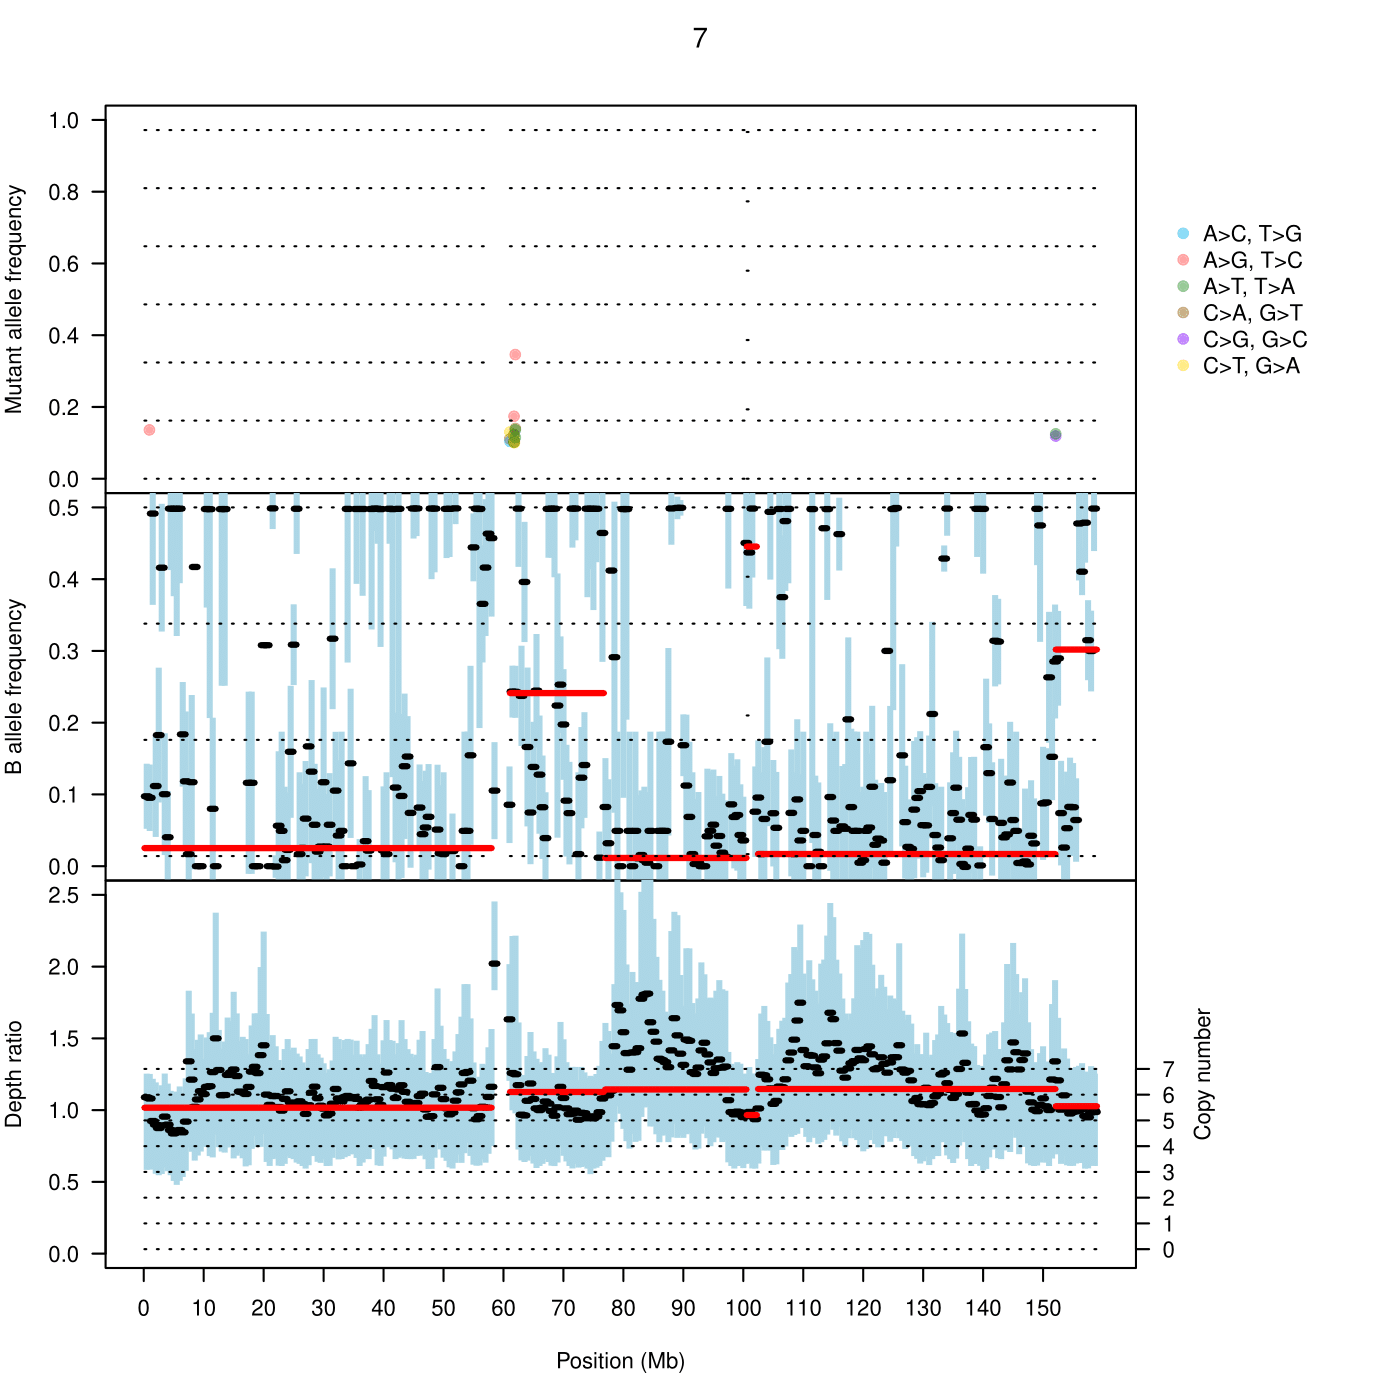 7
Mutant allele frequency
1.0
0.8
0.6
0.4
0.2
0.0
A>C, T>G
A>G, T>C
A>T, T>A
C>A, G>T
C>G, G>C
C>T, G>A
B allele frequency
0.5
0.4
0.3
0.2
0.1
0.0
Depth ratio
2.5
2.0
1.5
1.0
0.5
0.0
Copy number
7
6
5
4
3
2
1
0
0 10 20 30 40 50 60 70 80 90 100 110 120 130 140 150
Position (Mb)